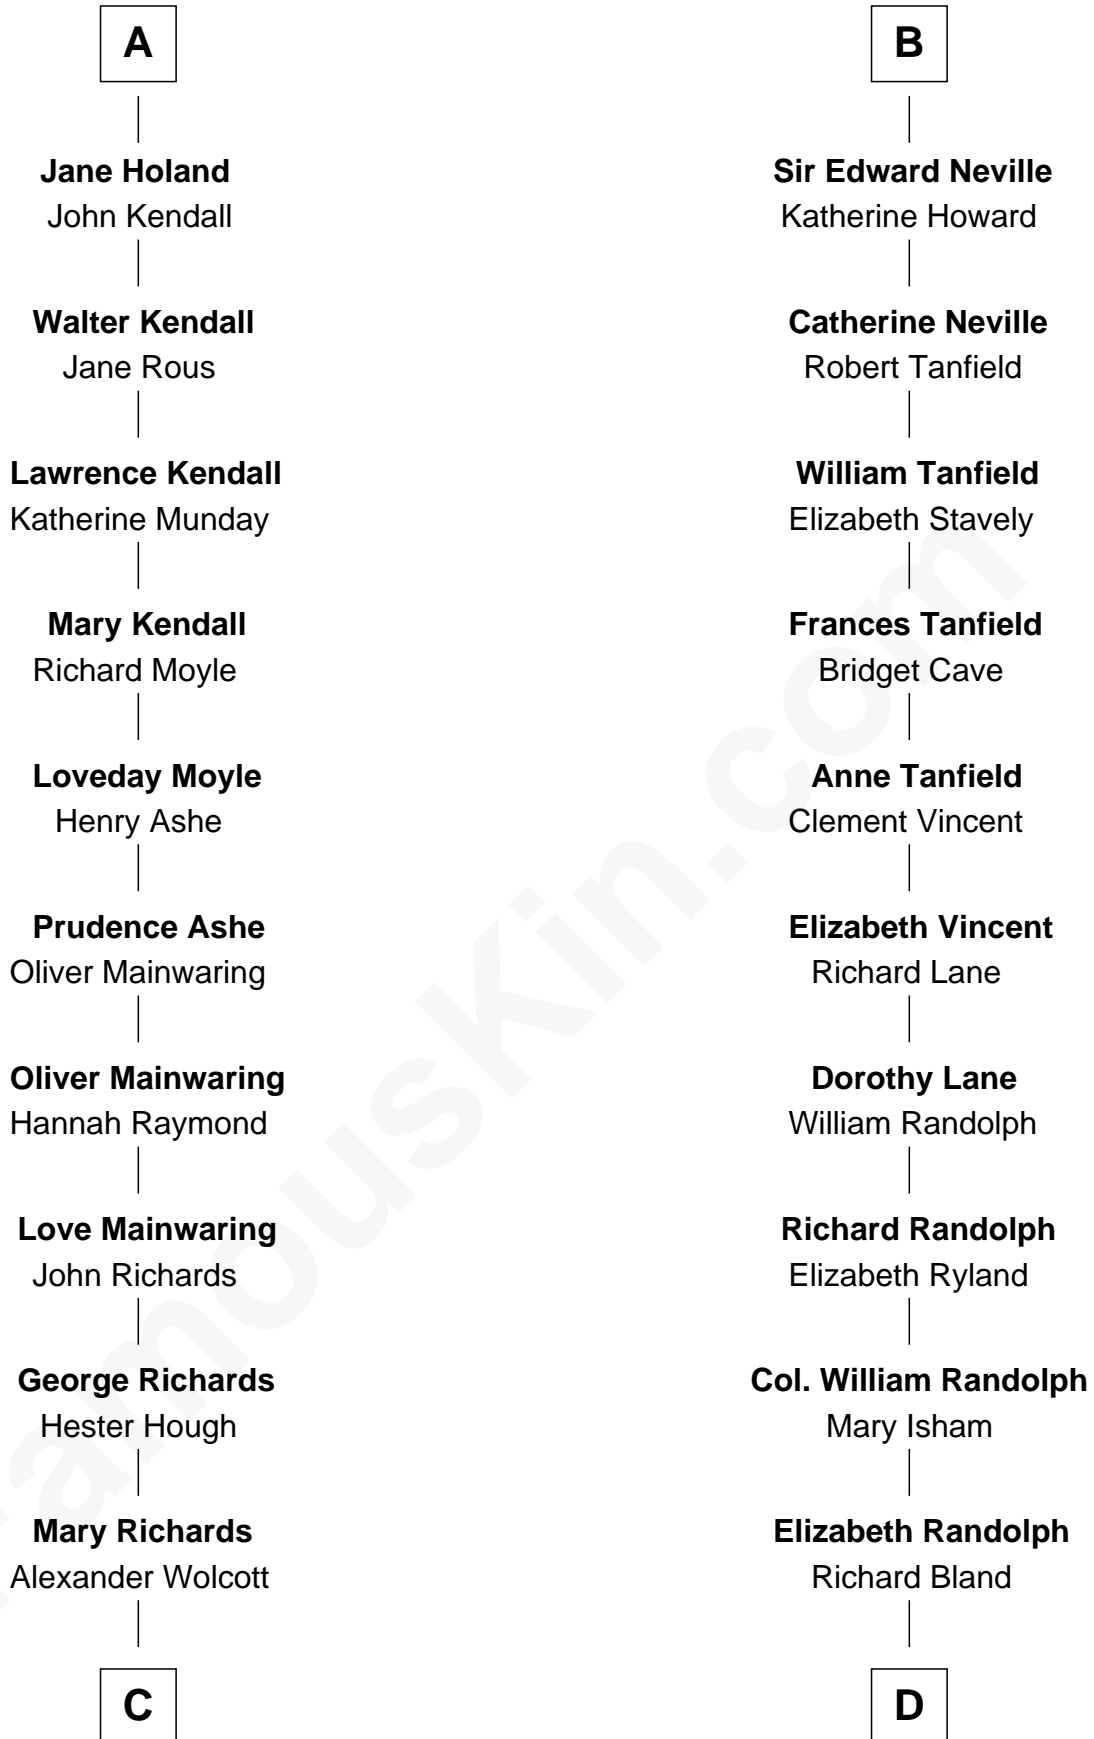 A
Jane Holand
John Kendall
Walter Kendall
Jane Rous
Lawrence Kendall
Katherine Munday
Mary Kendall
Richard Moyle
Loveday Moyle
Henry Ashe
Prudence Ashe
Oliver Mainwaring
Oliver Mainwaring
Hannah Raymond
Love Mainwaring
John Richards
George Richards
Hester Hough
Mary Richards
Alexander Wolcott
C
B
Sir Edward Neville
Katherine Howard
Catherine Neville
Robert Tanfield
William Tanfield
Elizabeth Stavely
Frances Tanfield
Bridget Cave
Anne Tanfield
Clement Vincent
Elizabeth Vincent
Richard Lane
Dorothy Lane
William Randolph
Richard Randolph
Elizabeth Ryland
Col. William Randolph
Mary Isham
Elizabeth Randolph
Richard Bland
D
FamousKin.com